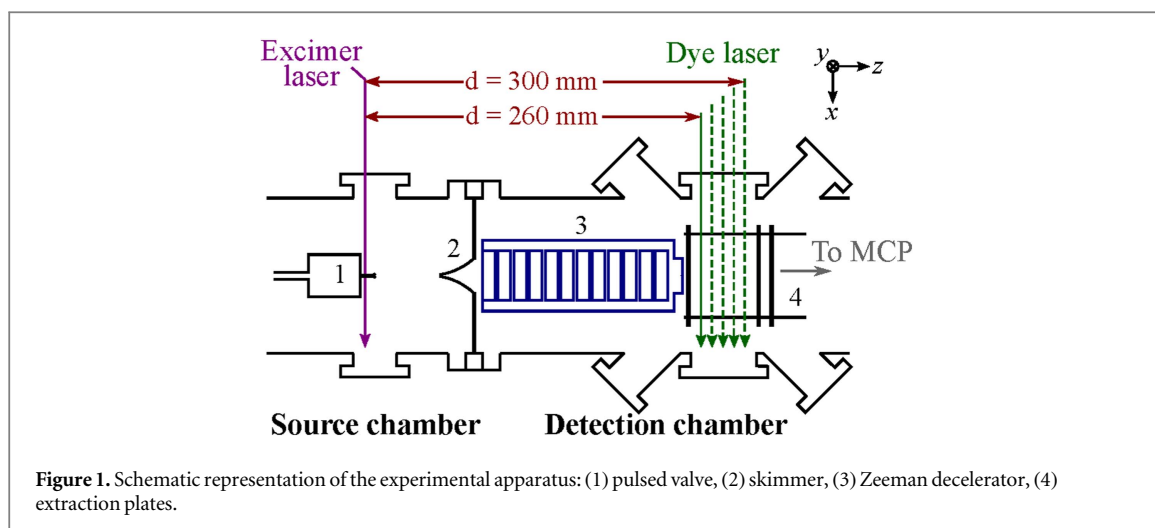 Excimer
laser
d = 300 mm
d = 260 mm
Dye laser
y
z
x
1
2
3
4
To MCP
Source chamber
Detection chamber
Figure 1. Schematic representation of the experimental apparatus: (1) pulsed valve, (2) skimmer, (3) Zeeman decelerator, (4)
extraction plates.